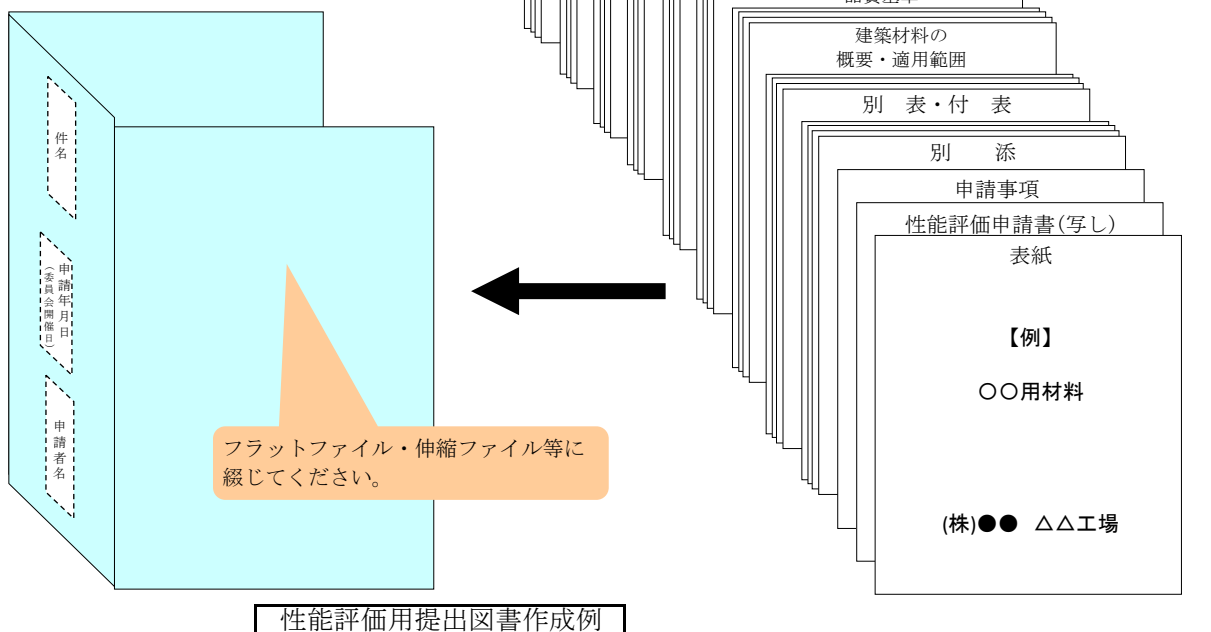 建築材料の
概要・適用範囲
別　表・付　表
別　　添
申請事項
性能評価申請書(写し)
表紙
【例】
〇〇用材料
(株)●●　△△工場
件名
申請年月日
(委員会開催日)
申請者名
フラットファイル・伸縮ファイル等に
綴じてください。
性能評価用提出図書作成例